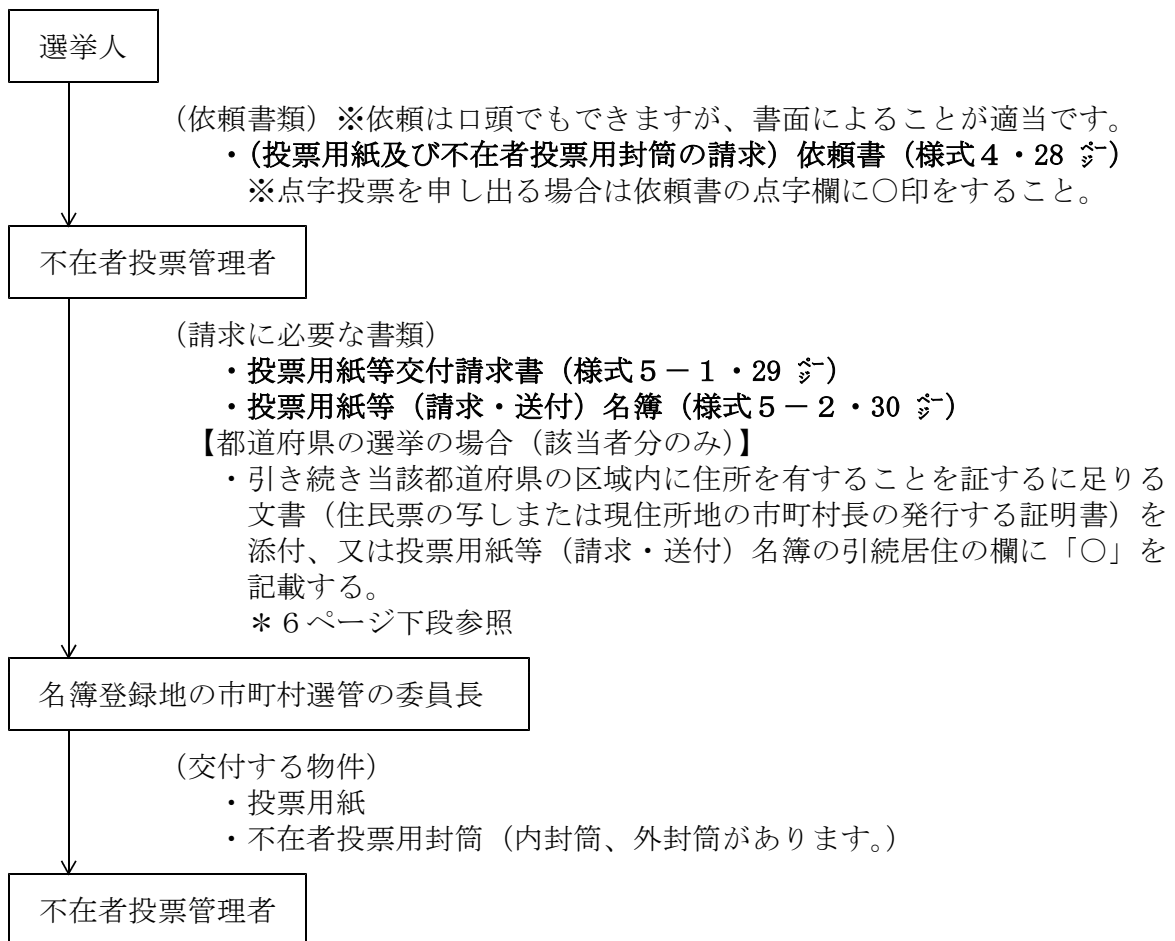 選挙人
(依頼書類)※依頼は口頭でもできますが、書面によることが適当です。
・(投票用紙及び不在者投票用封筒の請求)依頼書(様式4・28㌻)
※点字投票を申し出る場合は依頼書の点字欄に○印をすること。
不在者投票管理者
(請求に必要な書類)
・投票用紙等交付請求書(様式5-1・29㌻)
・投票用紙等(請求・送付)名簿(様式5-2・30㌻)
【都道府県の選挙の場合(該当者分のみ)】
・引き続き当該都道府県の区域内に住所を有することを証するに足りる
文書(住民票の写しまたは現住所地の市町村長の発行する証明書)を
添付、又は投票用紙等(請求・送付)名簿の引続居住の欄に「○」を
記載する。
*6ページ下段参照
名簿登録地の市町村選管の委員長
(交付する物件)
・投票用紙
・不在者投票用封筒(内封筒、外封筒があります。)
不在者投票管理者